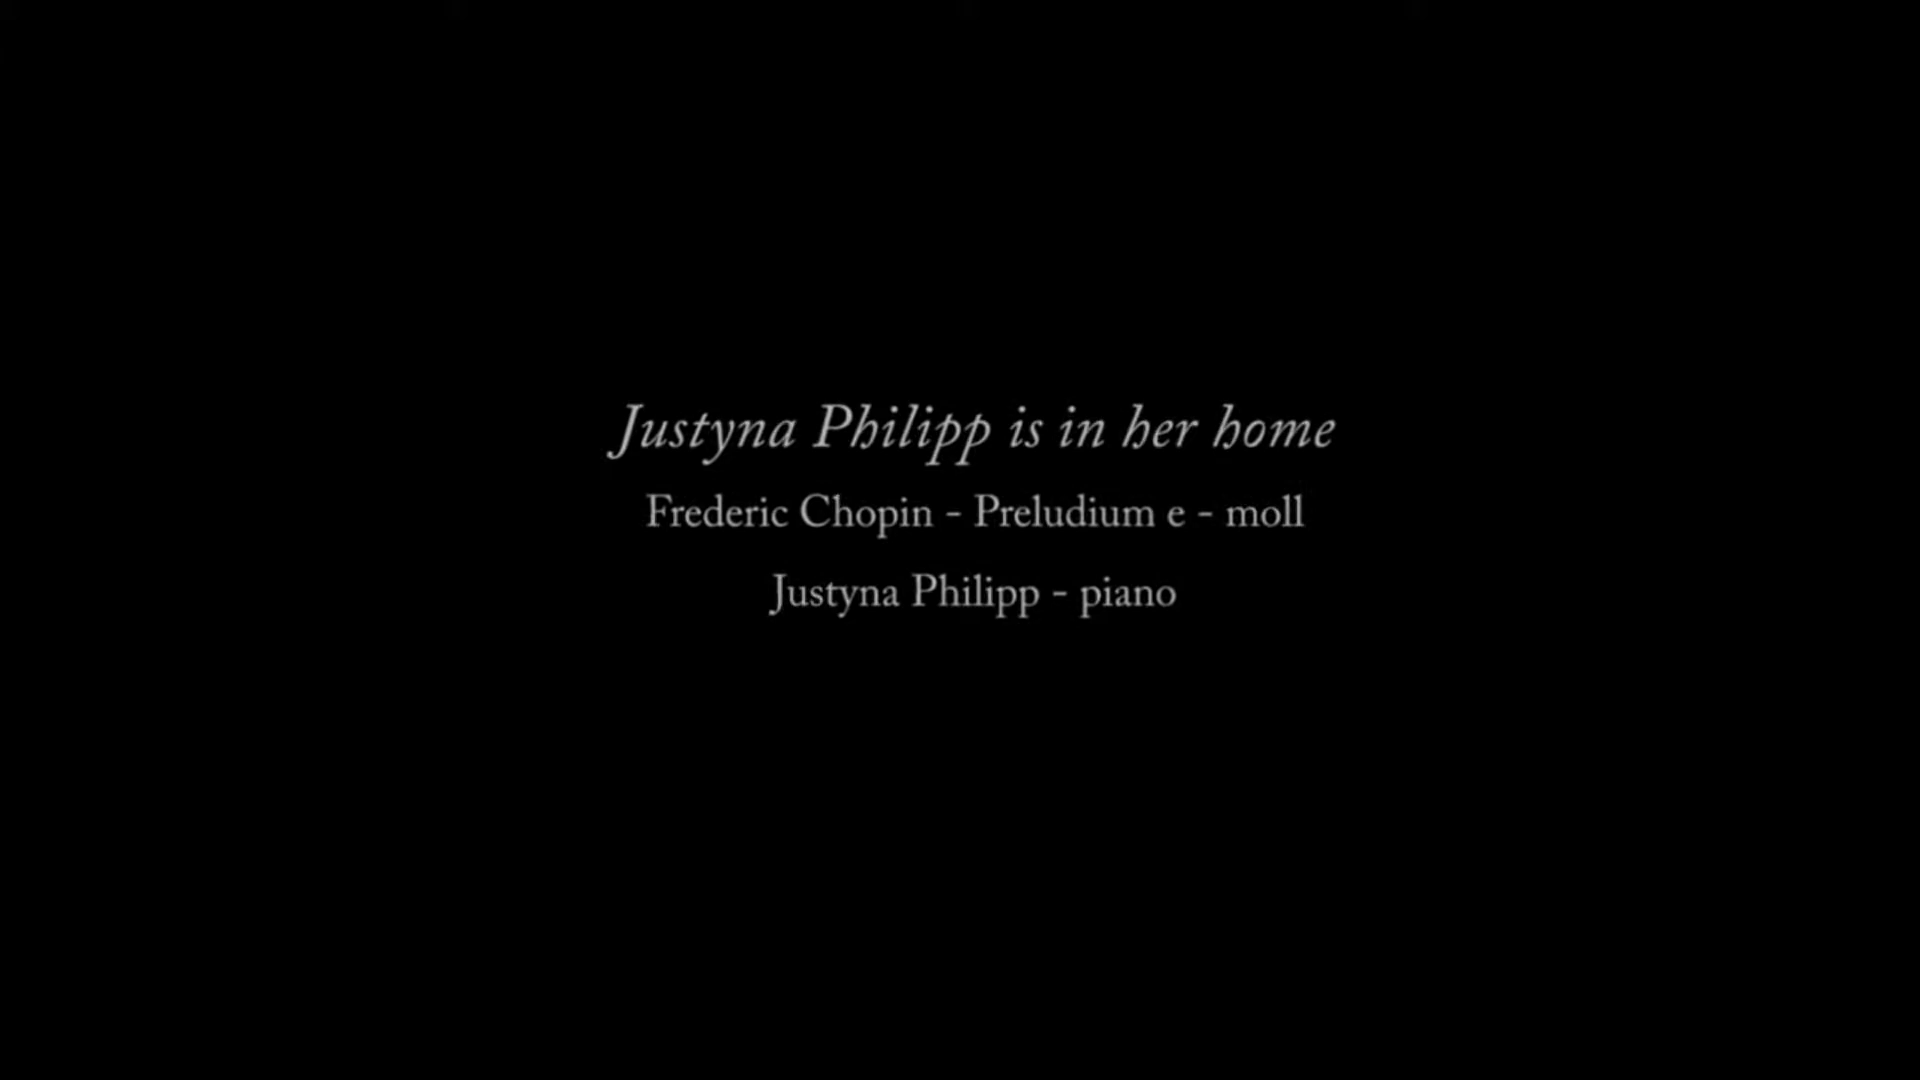 Justyna Philipp is in her home
Frederic Chopin - Preludium e - moll
Justyna Philipp - piano